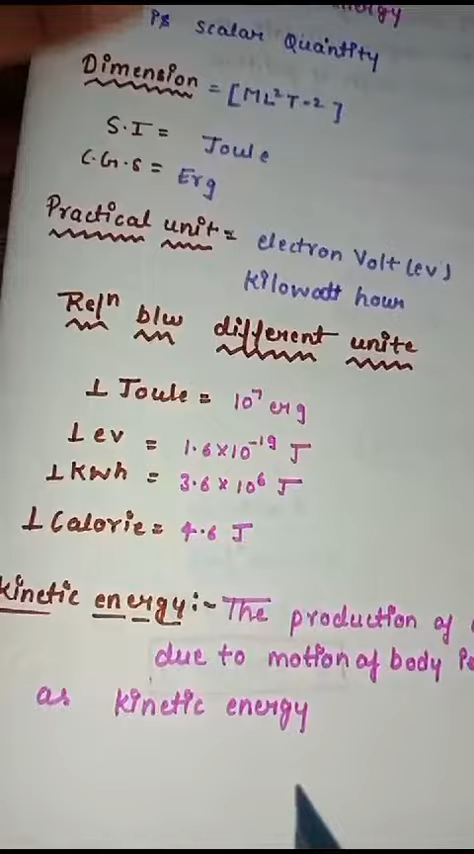 energy
is scalar Quantity
Dimension = [ML²T-2]
S.I = Joule
C.G.S = Erg
Practical unit = electron Volt (ev)
kilowatt hour
Relⁿ b/w different unite
1 Joule = 10⁷ erg
1 ev = 1.6×10⁻¹⁹ J
1 Kwh = 3.6 × 10⁶ J
1 Calorie = 4.6 J
kinetic energy:- The production of
due to motion of body is
as kinetic energy